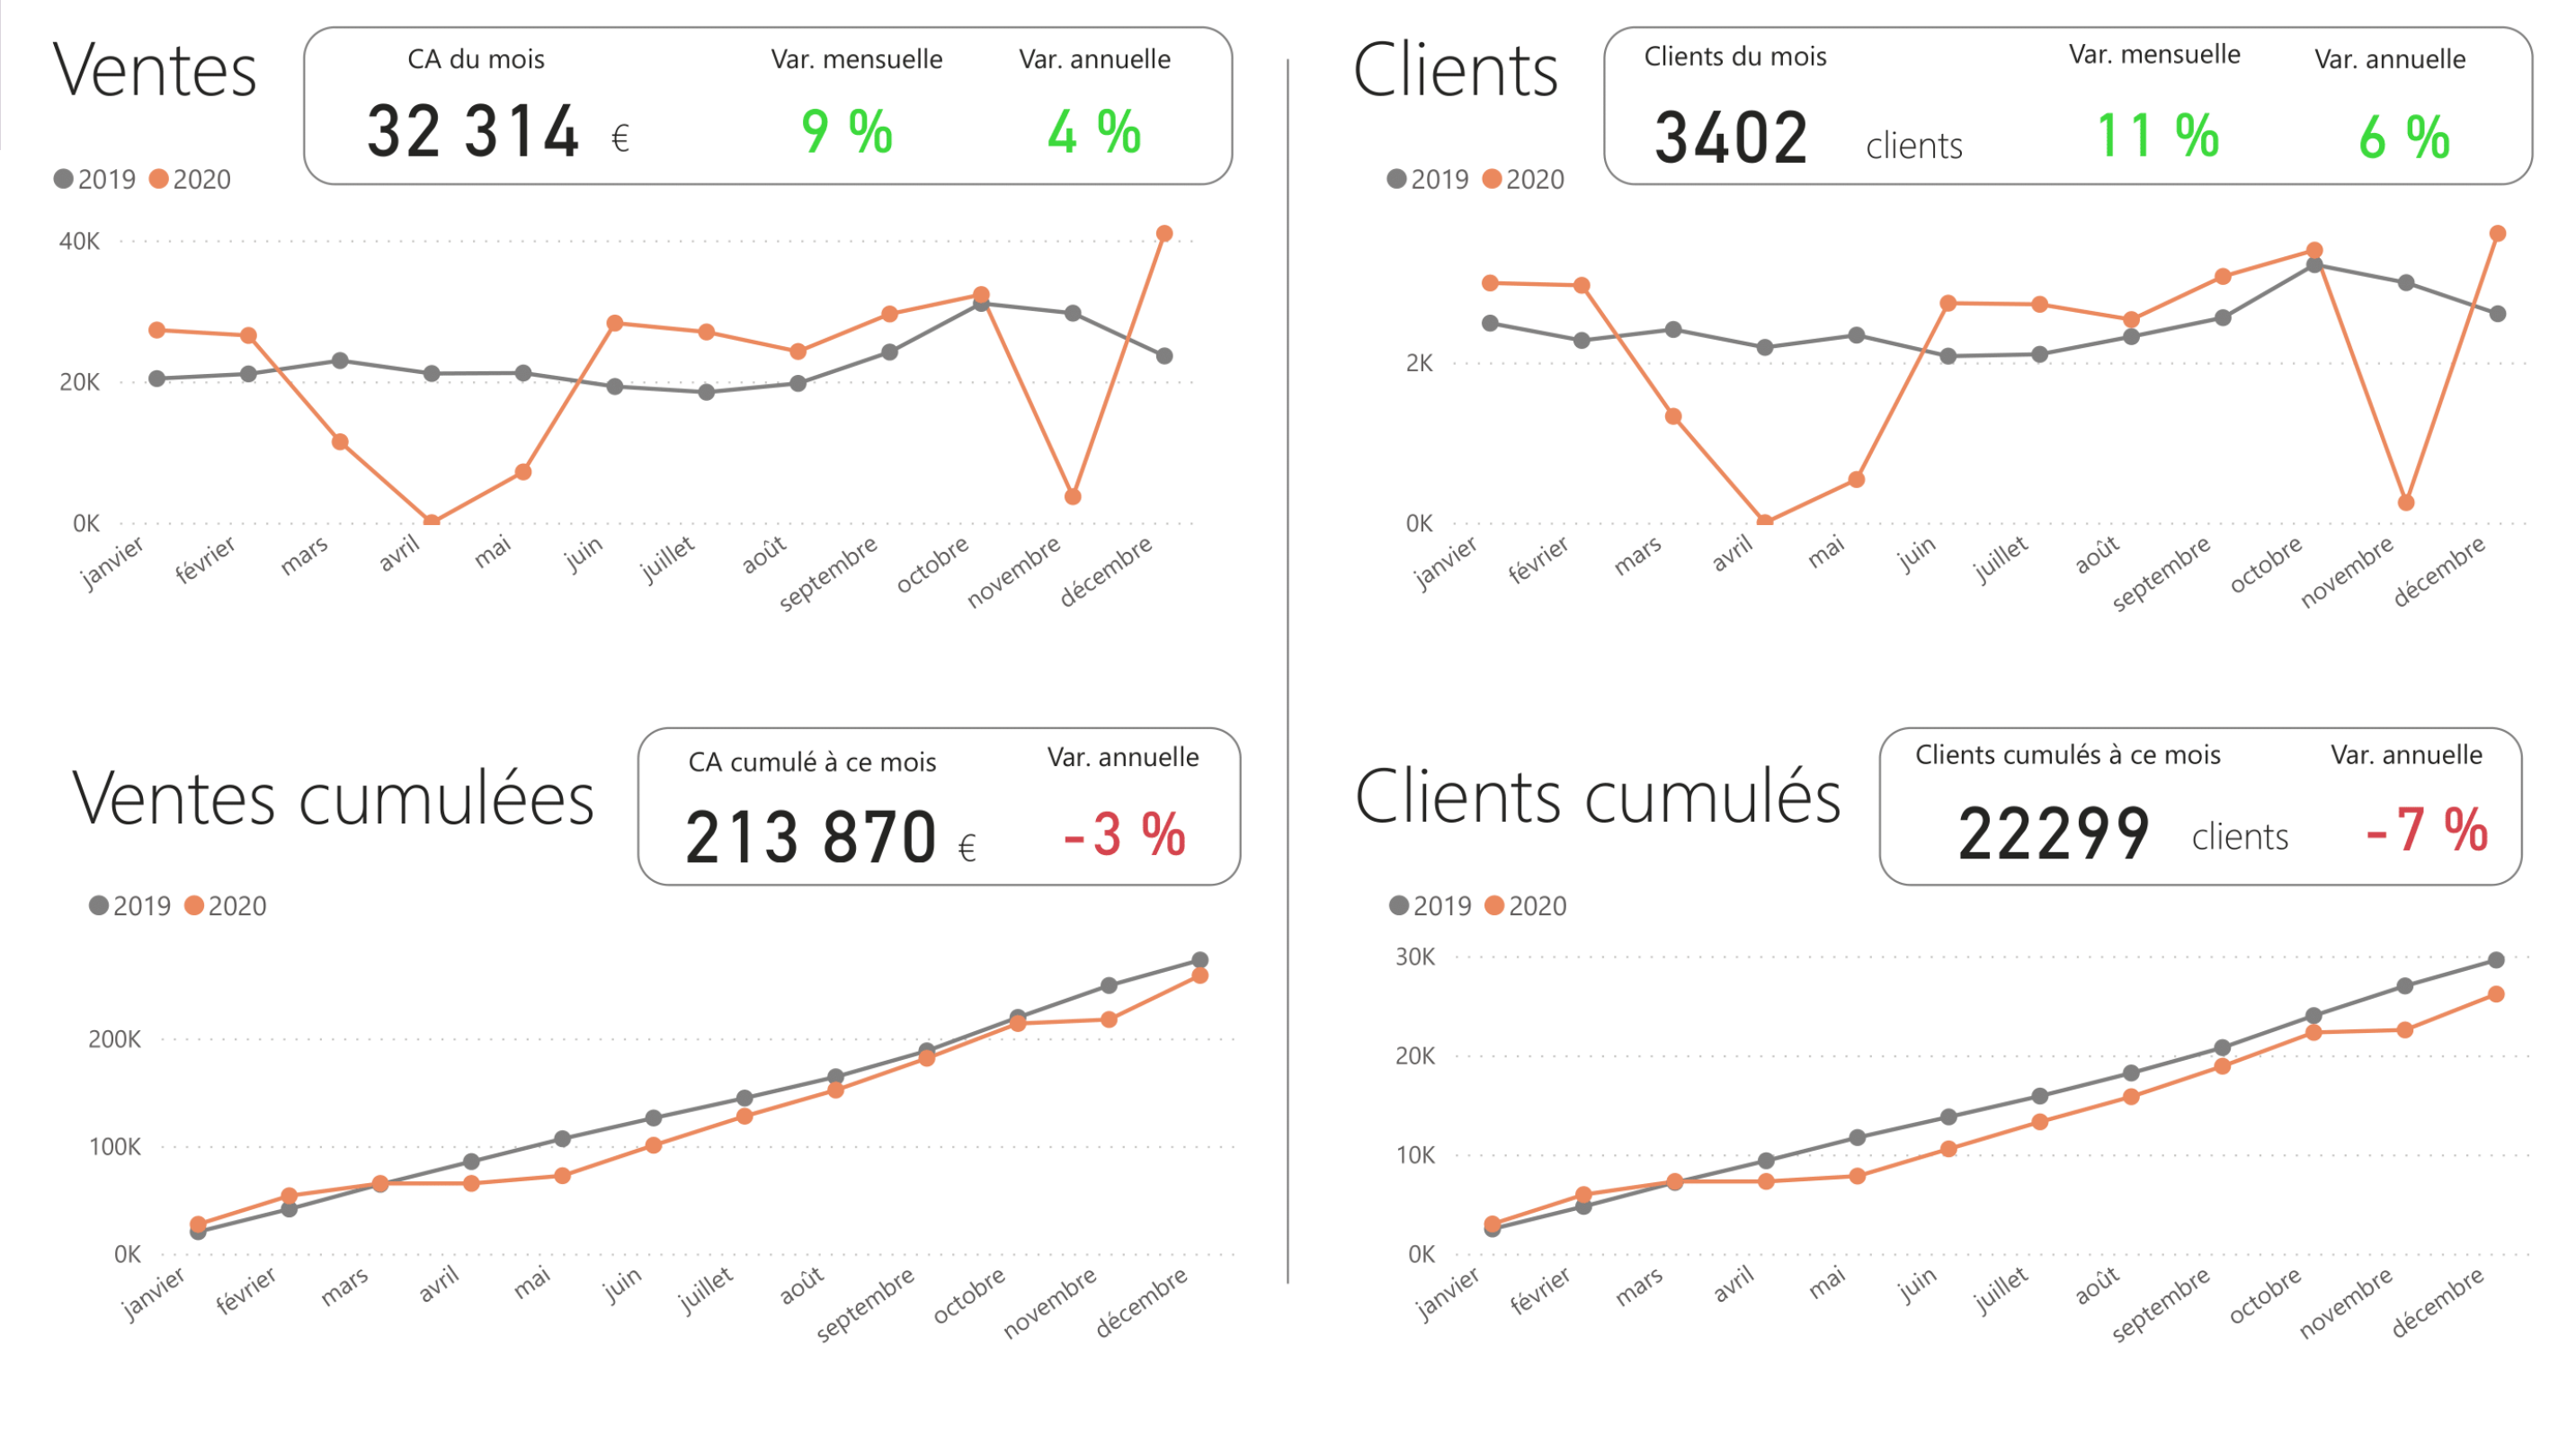 Ventes
CA du mois
Var. mensuelle
Var. annuelle
32 314 €
9 %
4 %
2019 2020
40K
20K
0K
janvier
février
mars
avril
mai
juin
juillet
août
septembre
octobre
novembre
décembre
Clients
Clients du mois
Var. mensuelle
Var. annuelle
3402 clients
11 %
6 %
2019 2020
2K
0K
janvier
février
mars
avril
mai
juin
juillet
août
septembre
octobre
novembre
décembre
Ventes cumulées
CA cumulé à ce mois
Var. annuelle
213 870 €
-3 %
2019 2020
200K
100K
0K
janvier
février
mars
avril
mai
juin
juillet
août
septembre
octobre
novembre
décembre
Clients cumulés
Clients cumulés à ce mois
Var. annuelle
22299 clients
-7 %
2019 2020
30K
20K
10K
0K
janvier
février
mars
avril
mai
juin
juillet
août
septembre
octobre
novembre
décembre